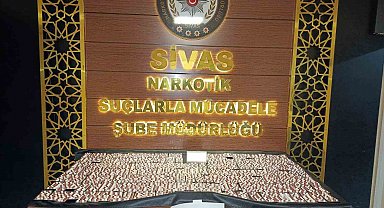 SİVAS
NARKOTİK
SUÇLARLA MÜCADELE
ŞUBE MÜDÜRLÜĞÜ